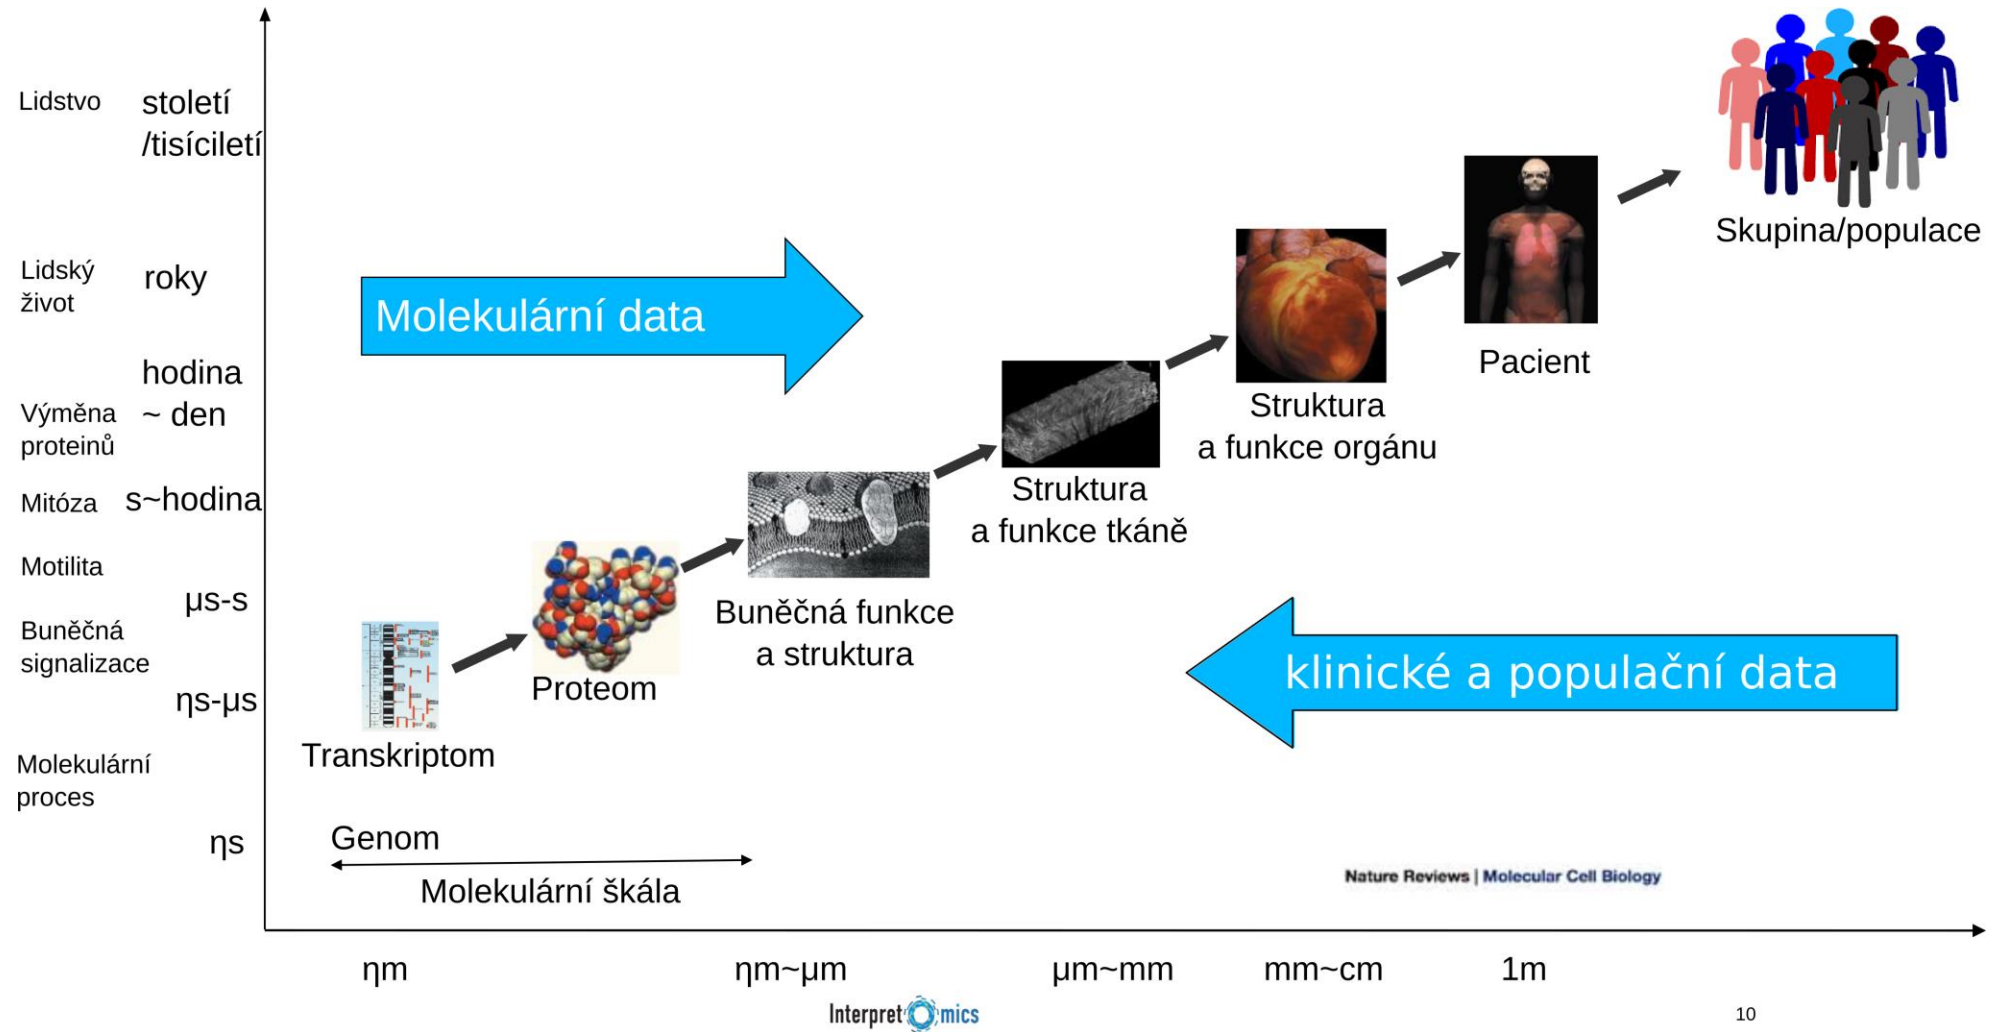 Lidstvo
století
/tisíciletí
Skupina/populace
Lidský
život
roky
Molekulární data
Pacient
hodina
~ den
Výměna
proteinů
Struktura
a funkce orgánu
Mitóza
s~hodina
Struktura
a funkce tkáně
Motilita
μs-s
Buněčná funkce
a struktura
Buněčná
signalizace
klinické a populační data
Proteom
ηs-μs
Transkriptom
Molekulární
proces
Genom
ηs
Molekulární škála
Nature Reviews | Molecular Cell Biology
ηm
ηm~μm
μm~mm
mm~cm
1m
Interpret mics
10